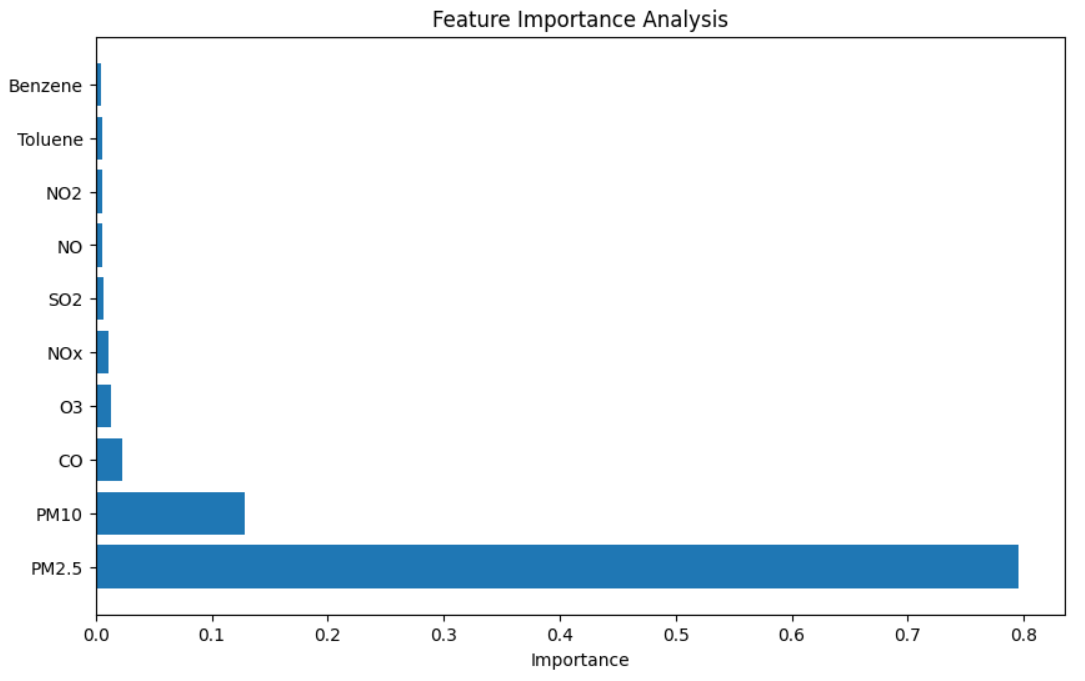 Feature Importance Analysis
Benzene
Toluene
NO2
NO
SO2
NOx
O3
CO
PM10
PM2.5
0.0 0.1 0.2 0.3 0.4 0.5 0.6 0.7 0.8
Importance